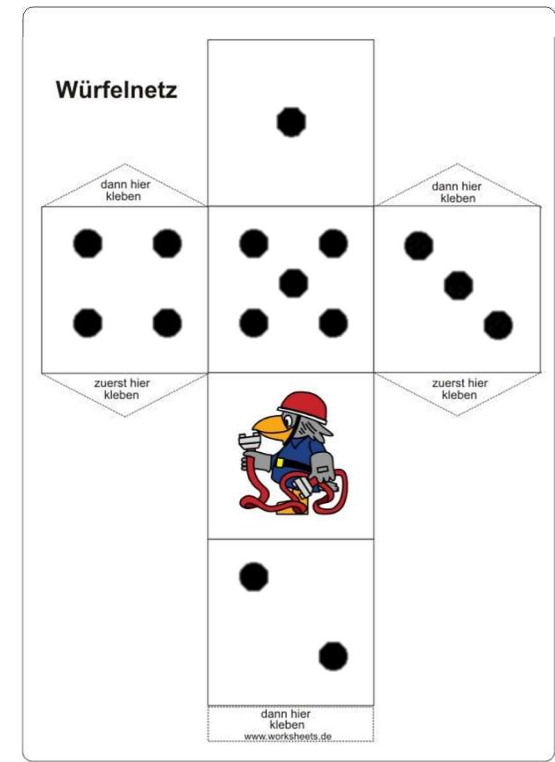 Würfelnetz
dann hier
kleben
dann hier
kleben
zuerst hier
kleben
zuerst hier
kleben
dann hier
kleben
www.worksheets.de